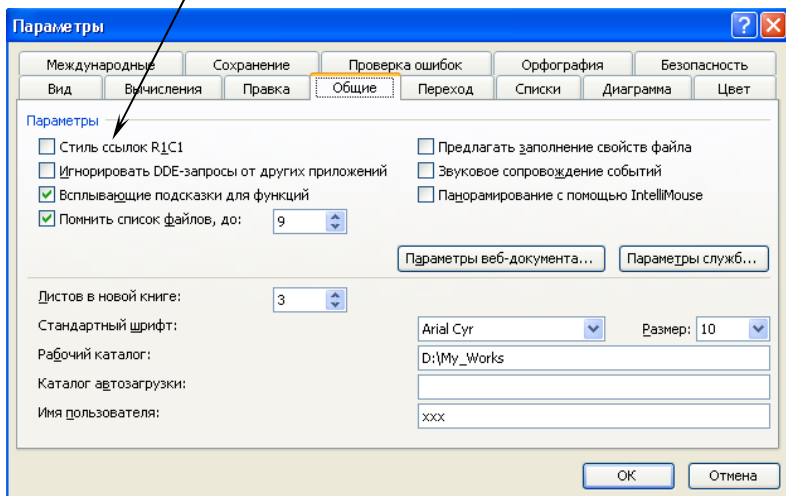 Параметры
Международные Сохранение Проверка ошибок Орфография Безопасность
Вид Вычисления Правка Общие Переход Списки Диаграмма Цвет
Параметры
Стиль ссылок R1C1 Предлагать заполнение свойств файла
Игнорировать DDE-запросы от других приложений Звуковое сопровождение событий
Всплывающие подсказки для функций Панорамирование с помощью IntelliMouse
Помнить список файлов, до: 9
Параметры веб-документа... Параметры служб...
Листов в новой книге: 3
Стандартный шрифт: Arial Cyr Размер: 10
Рабочий каталог: D:\My_Works
Каталог автозагрузки:
Имя пользователя: xxx
OK Отмена